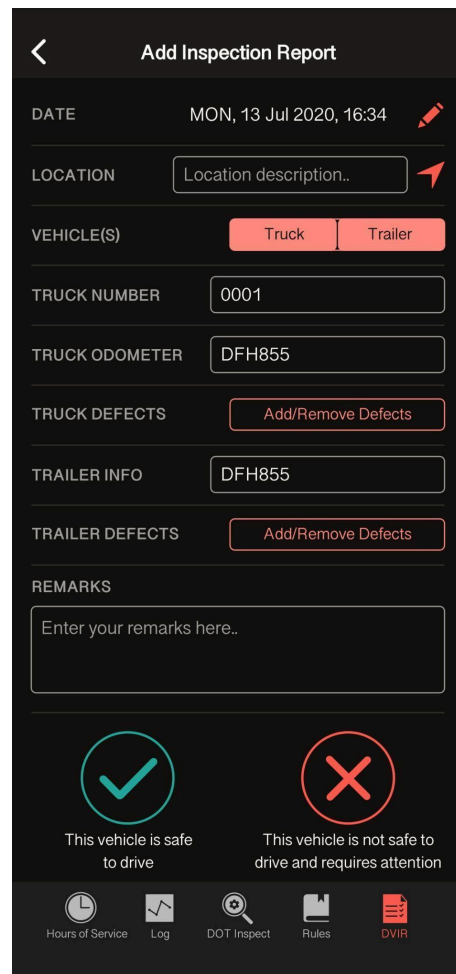 Add Inspection Report
DATE MON, 13 Jul 2020, 16:34
LOCATION Location description..
VEHICLE(S) Truck Trailer
TRUCK NUMBER 0001
TRUCK ODOMETER DFH855
TRUCK DEFECTS Add/Remove Defects
TRAILER INFO DFH855
TRAILER DEFECTS Add/Remove Defects
REMARKS
Enter your remarks here..
This vehicle is safe
to drive
This vehicle is not safe to
drive and requires attention
Hours of Service Log DOT Inspect Rules DVIR